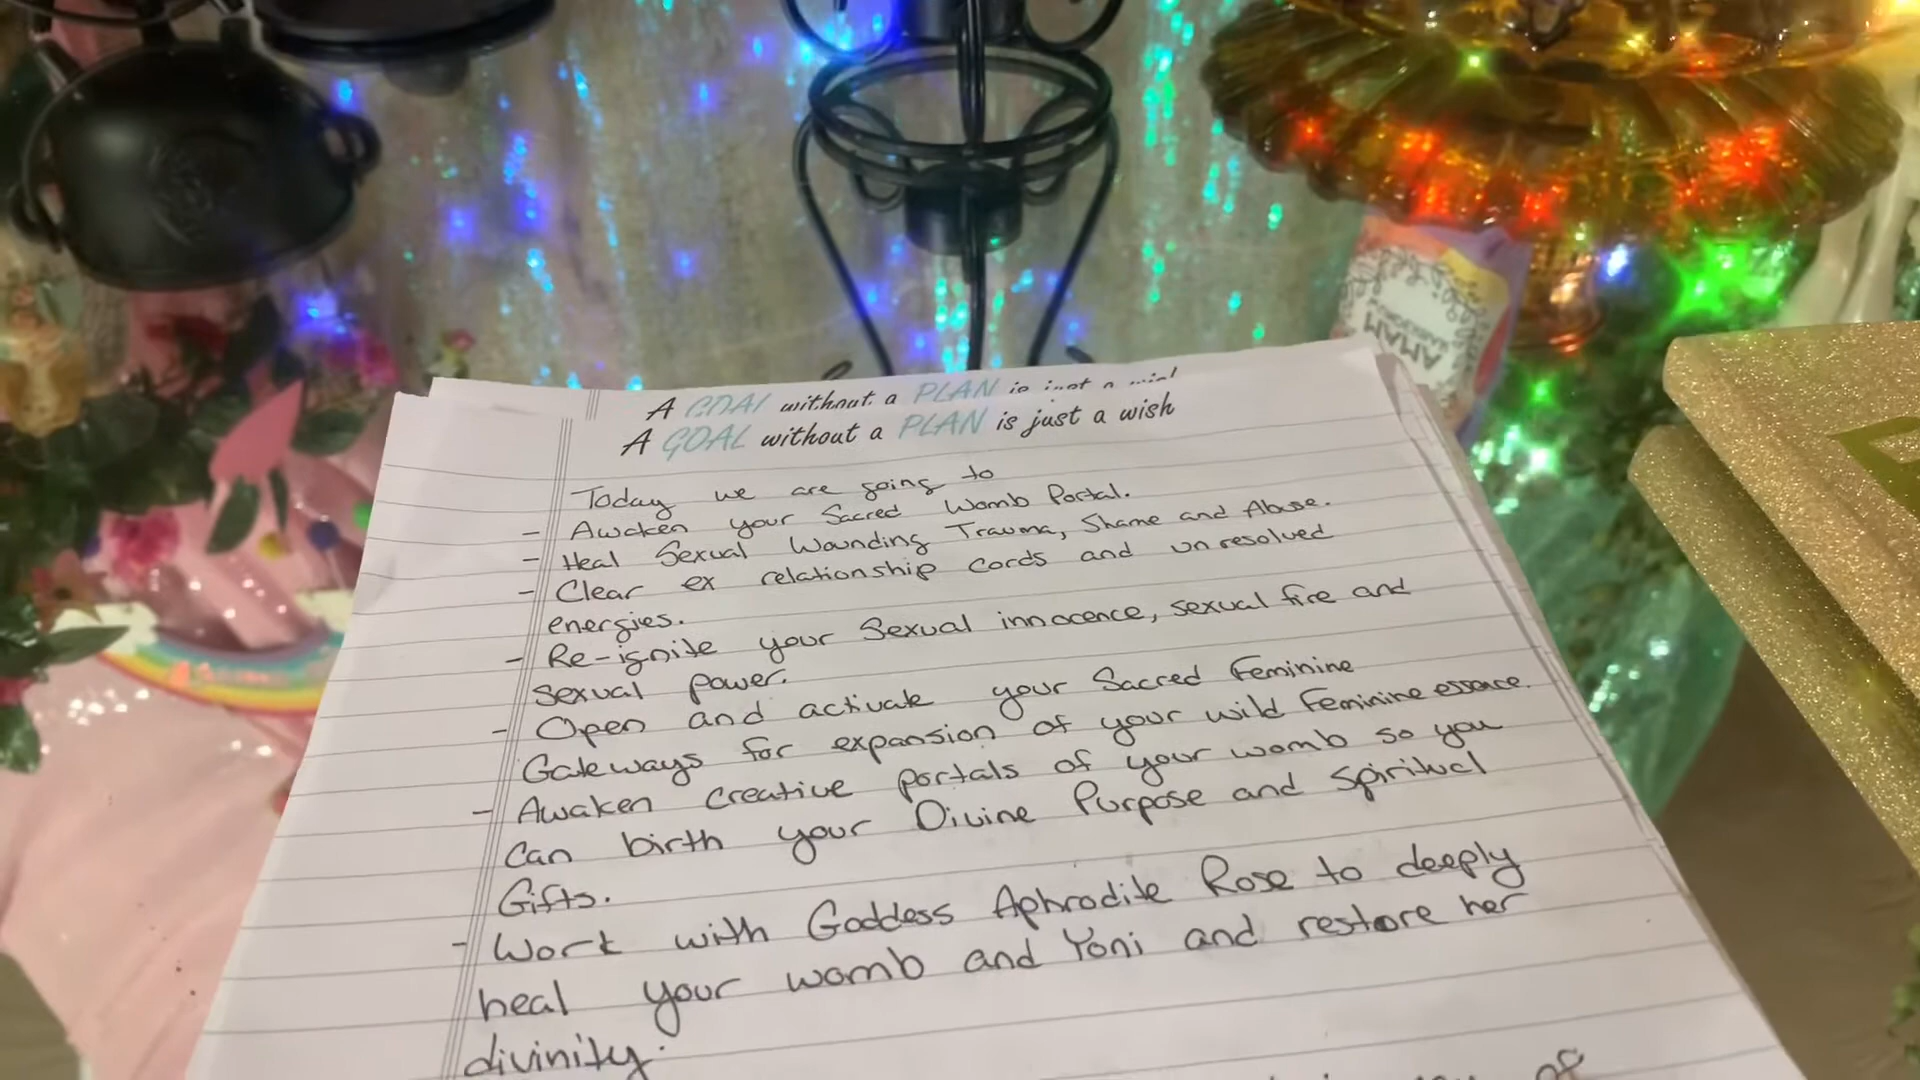 A GOAL without a PLAN is just a
A GOAL without a PLAN is just a wish
Today we are going to
- Awaken your Sacred Womb Portal.
- Heal Sexual Wounding Trauma, Shame and Abuse.
- Clear ex relationship cords and unresolved
energies.
- Re-ignite your Sexual innocence, sexual fire and
sexual power.
- Open and activate your Sacred Feminine
Gateways for expansion of your wild Feminine essence.
- Awaken creative portals of your womb so you
can birth your Divine Purpose and Spiritual
Gifts.
- Work with Goddess Aphrodite Rose to deeply
heal your womb and Yoni and restore her
divinity.
of